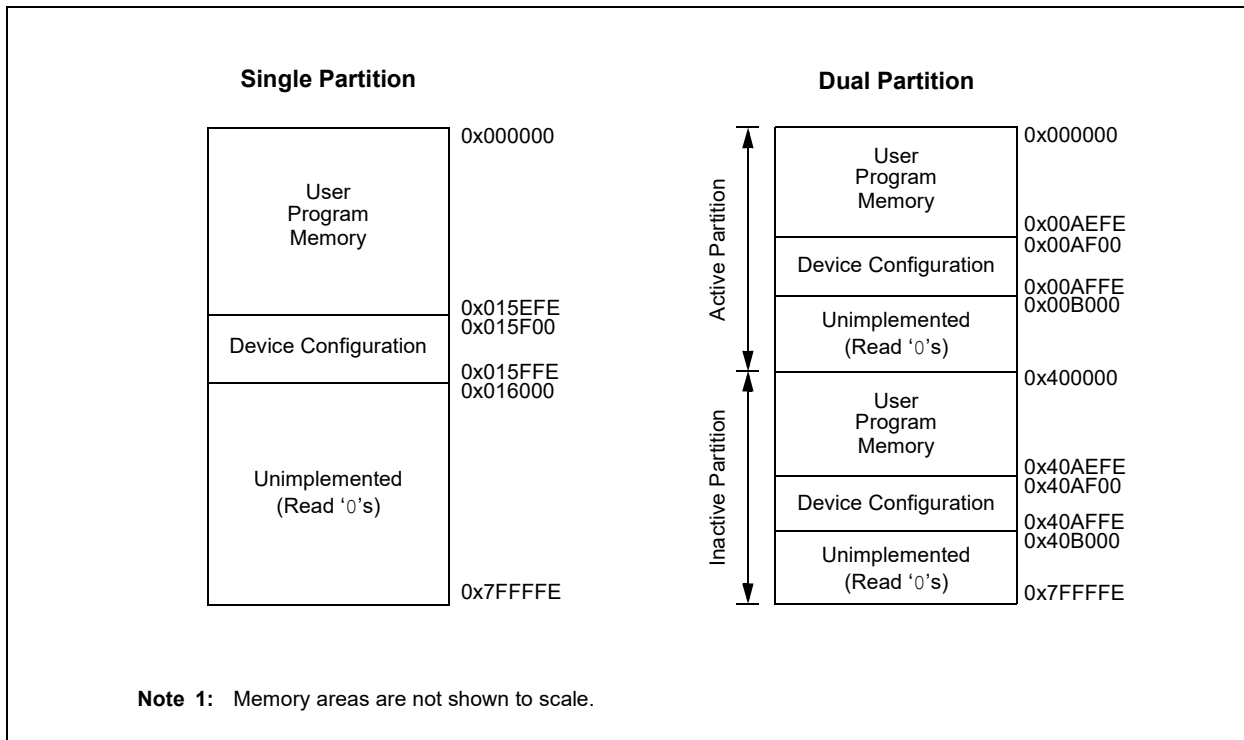 Single Partition
0x000000
User
Program
Memory
0x015EFE
0x015F00
Device Configuration
0x015FFE
0x016000
Unimplemented
(Read ‘0’s)
0x7FFFFE
Dual Partition
Active Partition
0x000000
User
Program
Memory
0x00AEFE
0x00AF00
Device Configuration
0x00AFFE
0x00B000
Unimplemented
(Read ‘0’s)
Inactive Partition
0x400000
User
Program
Memory
0x40AEFE
0x40AF00
Device Configuration
0x40AFFE
0x40B000
Unimplemented
(Read ‘0’s)
0x7FFFFE
Note 1: Memory areas are not shown to scale.